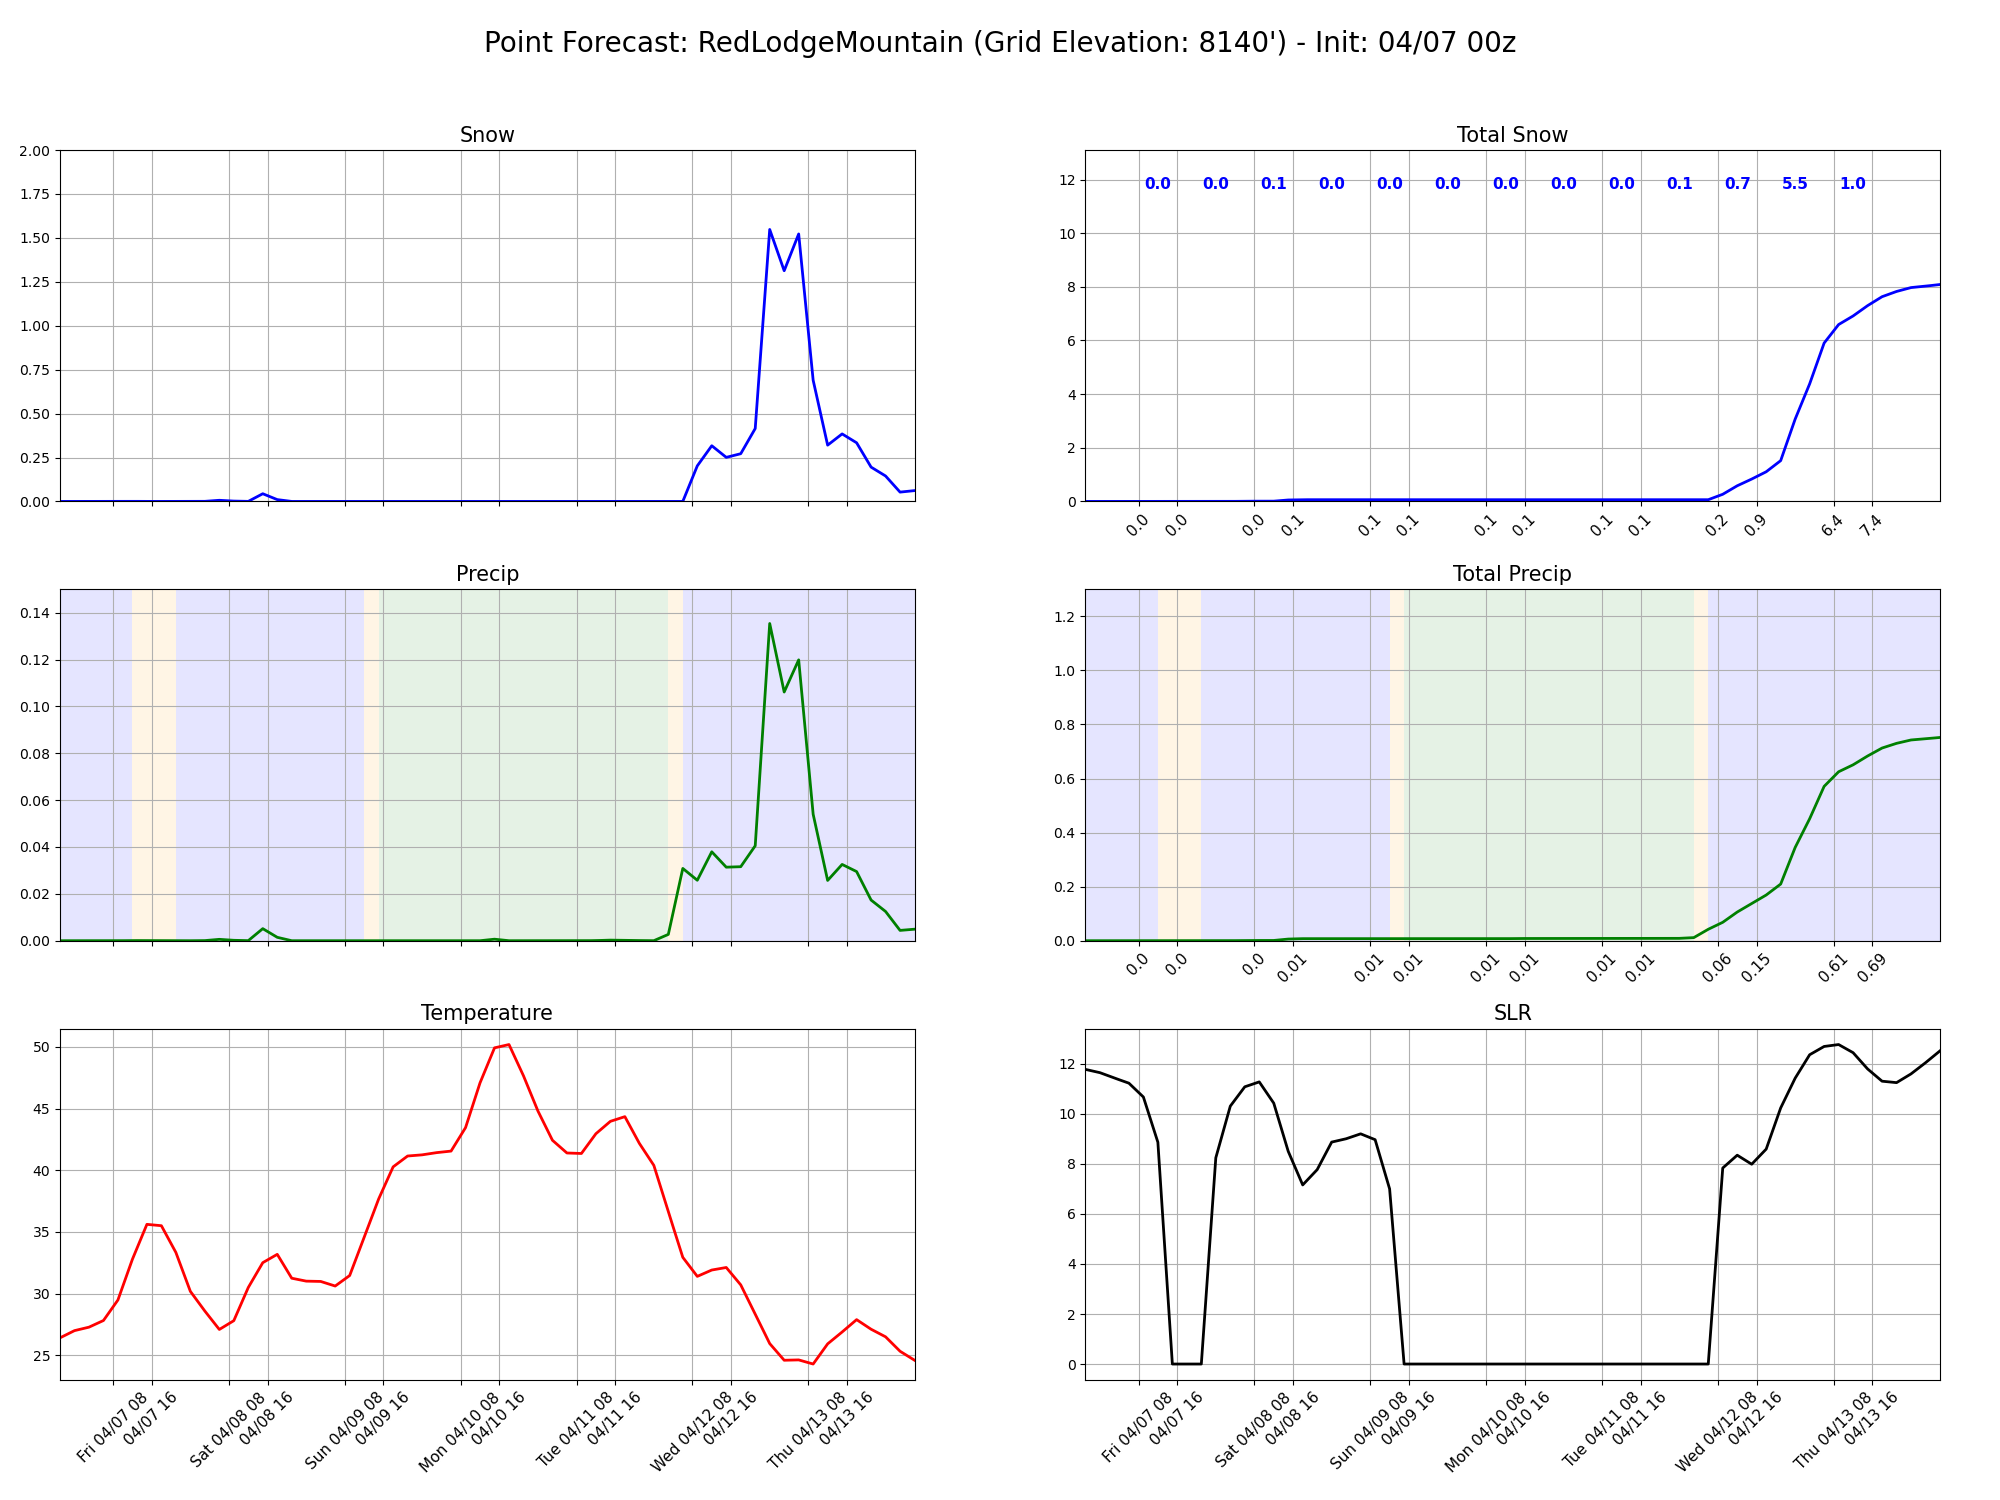 Point Forecast: RedLodgeMountain (Grid Elevation: 8140') - Init: 04/07 00z
Snow
2.00
1.75
1.50
1.25
1.00
0.75
0.50
0.25
0.00
Total Snow
0.0 0.0 0.1 0.0 0.0 0.0 0.0 0.0 0.0 0.1 0.7 5.5 1.0
12
10
8
6
4
2
0
0.0 0.0 0.0 0.1 0.1 0.1 0.1 0.1 0.1 0.1 0.2 0.9 6.4 7.4
Precip
0.14
0.12
0.10
0.08
0.06
0.04
0.02
0.00
Total Precip
1.2
1.0
0.8
0.6
0.4
0.2
0.0
0.0 0.0 0.0 0.01 0.01 0.01 0.01 0.01 0.01 0.01 0.06 0.15 0.61 0.69
Temperature
50
45
40
35
30
25
Fri 04/07 08
04/07 16
Sat 04/08 08
04/08 16
Sun 04/09 08
04/09 16
Mon 04/10 08
04/10 16
Tue 04/11 08
04/11 16
Wed 04/12 08
04/12 16
Thu 04/13 08
04/13 16
SLR
12
10
8
6
4
2
0
Fri 04/07 08
04/07 16
Sat 04/08 08
04/08 16
Sun 04/09 08
04/09 16
Mon 04/10 08
04/10 16
Tue 04/11 08
04/11 16
Wed 04/12 08
04/12 16
Thu 04/13 08
04/13 16